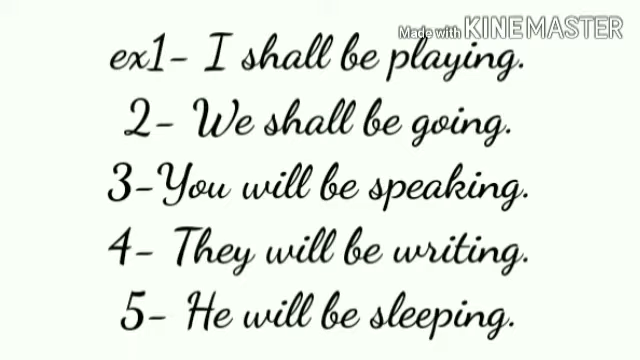 Made with KINEMASTER
ex1- I shall be playing.
2- We shall be going.
3-You will be speaking.
4- They will be writing.
5- He will be sleeping.